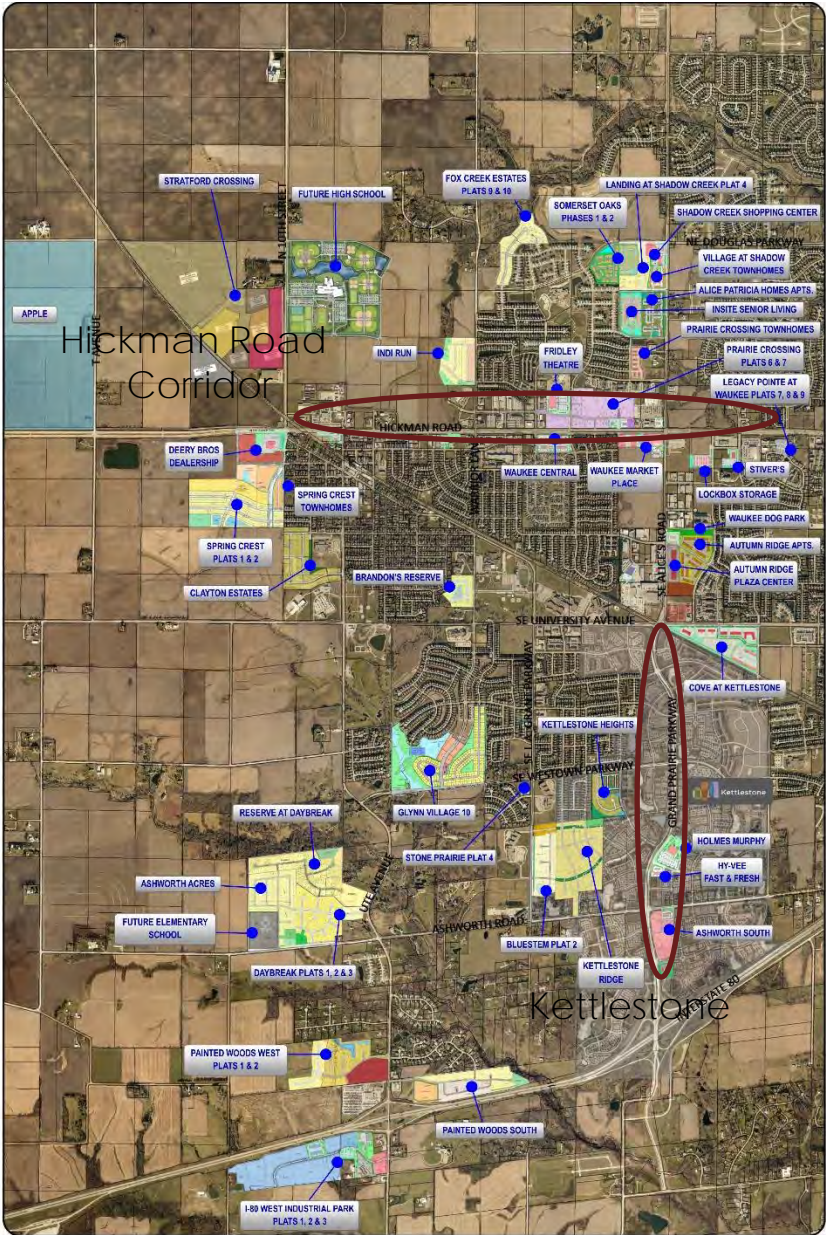 STRATFORD CROSSING
FUTURE HIGH SCHOOL
FOX CREEK ESTATES
PLATS 9 & 10
LANDING AT SHADOW CREEK PLAT 4
SOMERSET OAKS
PHASES 1 & 2
SHADOW CREEK SHOPPING CENTER
N 10TH STREET
NE DOUGLAS PARKWAY
VILLAGE AT SHADOW
CREEK TOWNHOMES
ALICE PATRICIA HOMES APTS.
INSITE SENIOR LIVING
APPLE
T AVENUE
Hickman Road
Corridor
PRAIRIE CROSSING TOWNHOMES
INDI RUN
FRIDLEY
THEATRE
PRAIRIE CROSSING
PLATS 6 & 7
LEGACY POINTE AT
WAUKEE PLATS 7, 8 & 9
HICKMAN ROAD
DEERY BROS
DEALERSHIP
WAUKEE CENTRAL
WAUKEE MARKET
PLACE
STIVER'S
LOCKBOX STORAGE
SPRING CREST
TOWNHOMES
WAUKEE DOG PARK
SPRING CREST
PLATS 1 & 2
AUTUMN RIDGE APTS.
AUTUMN RIDGE
PLAZA CENTER
CLAYTON ESTATES
BRANDON'S RESERVE
SE UNIVERSITY AVENUE
COVE AT KETTLESTONE
KETTLESTONE HEIGHTS
GRAND PRAIRIE PARKWAY
SE WESTOWN PARKWAY
Kettlestone
GLYNN VILLAGE 10
RESERVE AT DAYBREAK
STONE PRAIRIE PLAT 4
HOLMES MURPHY
HY-VEE
FAST & FRESH
ASHWORTH ACRES
UTE AVENUE
FUTURE ELEMENTARY
SCHOOL
ASHWORTH ROAD
BLUESTEM PLAT 2
ASHWORTH SOUTH
DAYBREAK PLATS 1, 2 & 3
KETTLESTONE
RIDGE
Kettlestone
INTERSTATE 80
PAINTED WOODS WEST
PLATS 1 & 2
PAINTED WOODS SOUTH
I-80 WEST INDUSTRIAL PARK
PLATS 1, 2 & 3